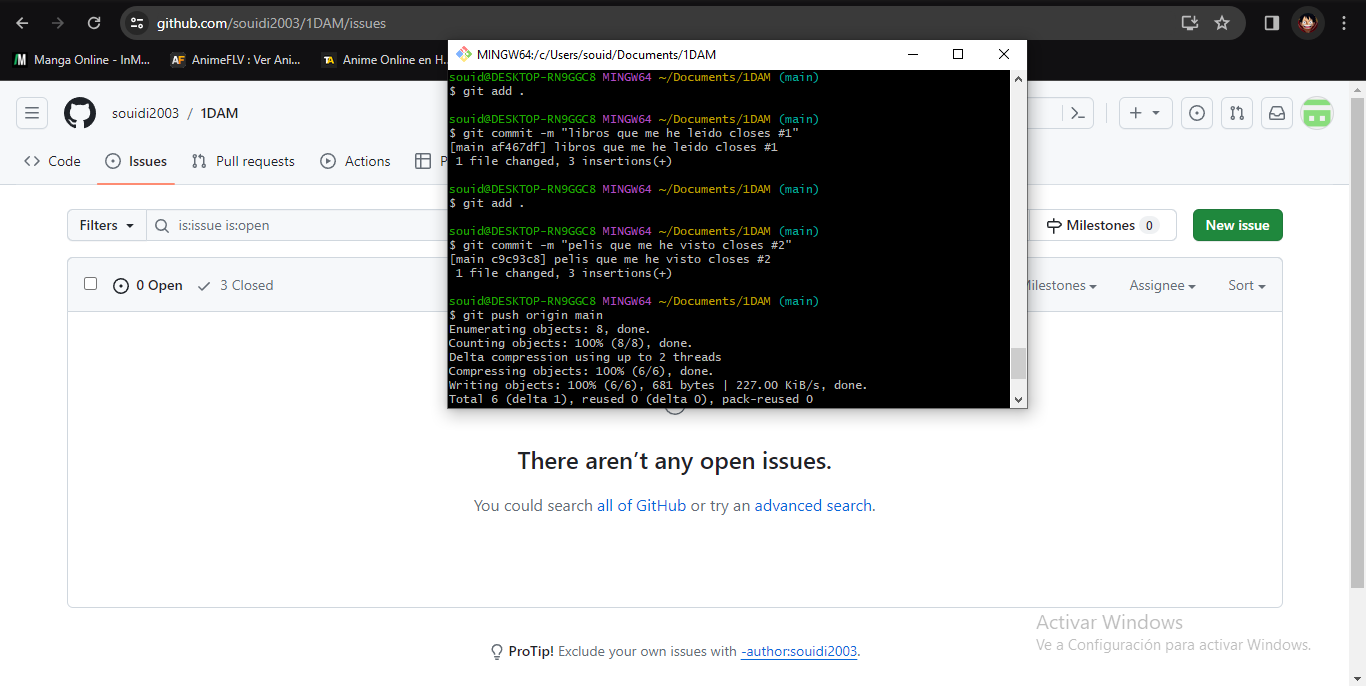 github.com/souidi2003/1DAM/issues
Manga Online - InM...
AnimeFLV : Ver Ani...
Anime Online en H.
souidi2003 / 1DAM
Code
Issues
Pull requests
Actions
P
Filters
is:issue is:open
Milestones 0
New issue
0 Open
3 Closed
Milestones
Assignee
Sort
MINGW64:/c/Users/souid/Documents/1DAM
souid@DESKTOP-RN9GGC8 MINGW64 ~/Documents/1DAM (main)
$ git add .
souid@DESKTOP-RN9GGC8 MINGW64 ~/Documents/1DAM (main)
$ git commit -m "libros que me he leido closes #1"
[main af467df] libros que me he leido closes #1
1 file changed, 3 insertions(+)
souid@DESKTOP-RN9GGC8 MINGW64 ~/Documents/1DAM (main)
$ git add .
souid@DESKTOP-RN9GGC8 MINGW64 ~/Documents/1DAM (main)
$ git commit -m "pelis que me he visto closes #2"
[main c9c93c8] pelis que me he visto closes #2
1 file changed, 3 insertions(+)
souid@DESKTOP-RN9GGC8 MINGW64 ~/Documents/1DAM (main)
$ git push origin main
Enumerating objects: 8, done.
Counting objects: 100% (8/8), done.
Delta compression using up to 2 threads
Compressing objects: 100% (6/6), done.
Writing objects: 100% (6/6), 681 bytes | 227.00 KiB/s, done.
Total 6 (delta 1), reused 0 (delta 0), pack-reused 0
There aren't any open issues.
You could search all of GitHub or try an advanced search.
ProTip! Exclude your own issues with -author:souidi2003.
Activar Windows
Ve a Configuración para activar Windows.